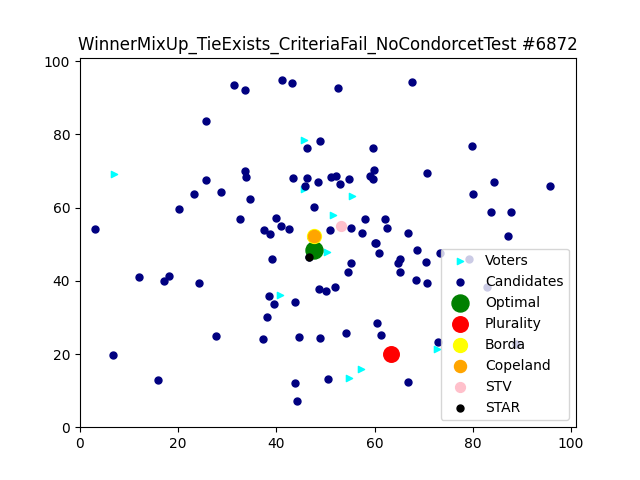 WinnerMixUp_TieExists_CriteriaFail_NoCondorcetTest #6872
100
80
60
40
20
0
0 20 40 60 80 100
Voters
Candidates
Optimal
Plurality
Borda
Copeland
STV
STAR